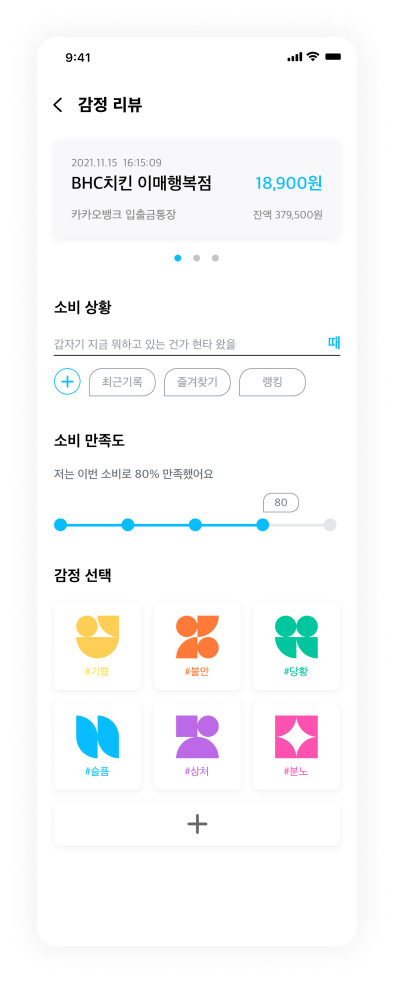 9:41
감정 리뷰
2021.11.15 16:15:09
BHC치킨 이매행복점 18,900원
카카오뱅크 입출금통장 잔액 379,500원
소비 상황
갑자기 지금 뭐하고 있는 건가 현타 왔을 때
최근기록 즐겨찾기 랭킹
소비 만족도
저는 이번 소비로 80% 만족했어요
80
감정 선택
#기쁨 #불안 #당황
#슬픔 #상처 #분노